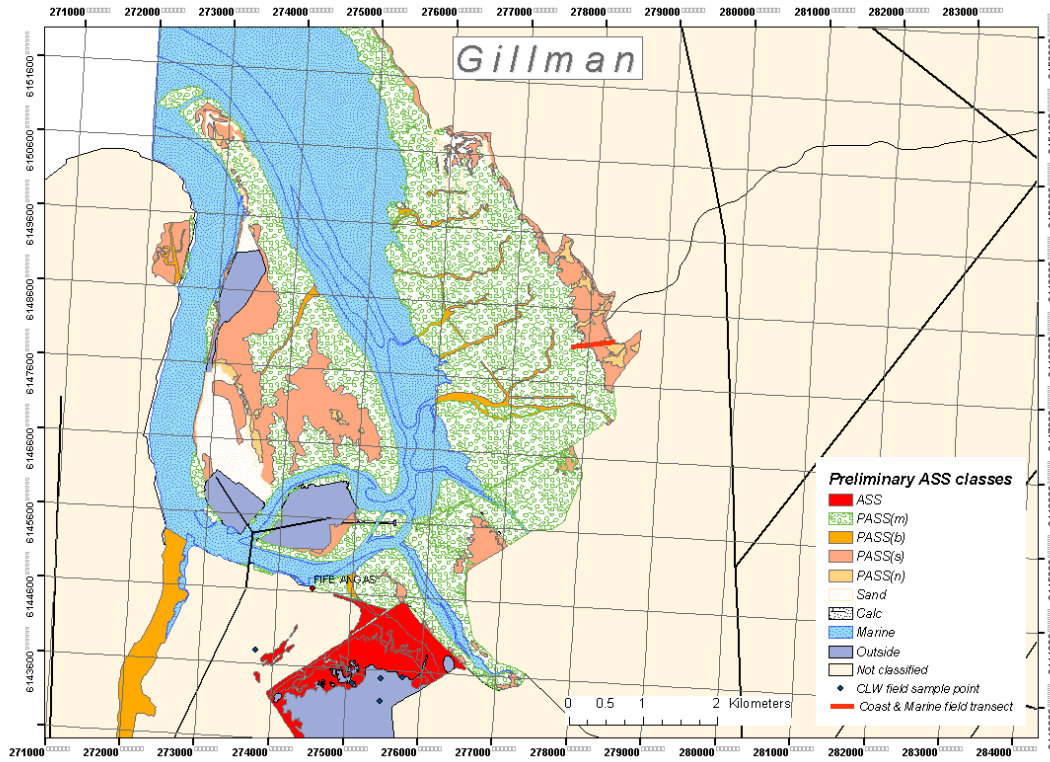 271000 272000 273000 274000 275000 276000 277000 278000 279000 280000 281000 282000 283000
Gillman
6151600
6150600
6149600
6148600
6147600
6146600
6145600
6144600
6143600
FIFE ANGAS
Preliminary ASS classes
ASS
PASS(m)
PASS(b)
PASS(s)
PASS(n)
Sand
Calc
Marine
Outside
Not classified
CLW field sample point
Coast & Marine field transect
0 0.5 1 2 Kilometers
271000 272000 273000 274000 275000 276000 277000 278000 279000 280000 281000 282000 283000 284000